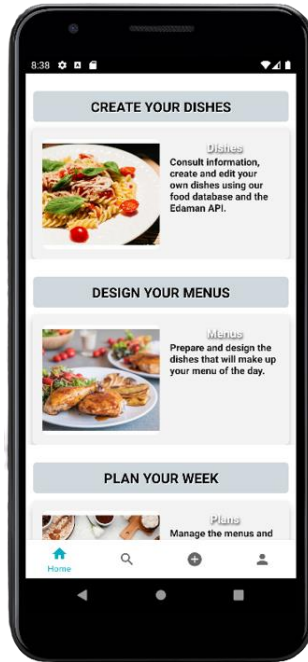 8:38
CREATE YOUR DISHES
Dishes
Consult information,
create and edit your
own dishes using our
food database and the
Edaman API.
DESIGN YOUR MENUS
Menus
Prepare and design the
dishes that will make up
your menu of the day.
PLAN YOUR WEEK
Plans
Manage the menus and
Home